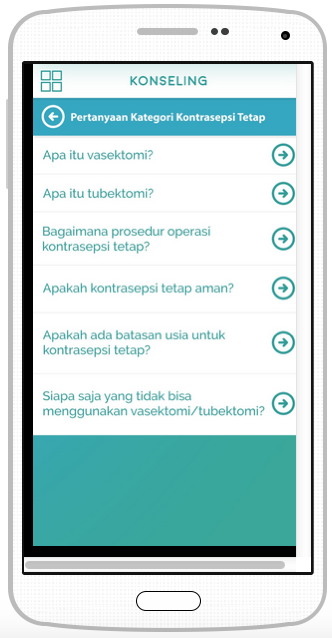 KONSELING
Pertanyaan Kategori Kontrasepsi Tetap
Apa itu vasektomi?
Apa itu tubektomi?
Bagaimana prosedur operasi
kontrasepsi tetap?
Apakah kontrasepsi tetap aman?
Apakah ada batasan usia untuk
kontrasepsi tetap?
Siapa saja yang tidak bisa
menggunakan vasektomi/tubektomi?